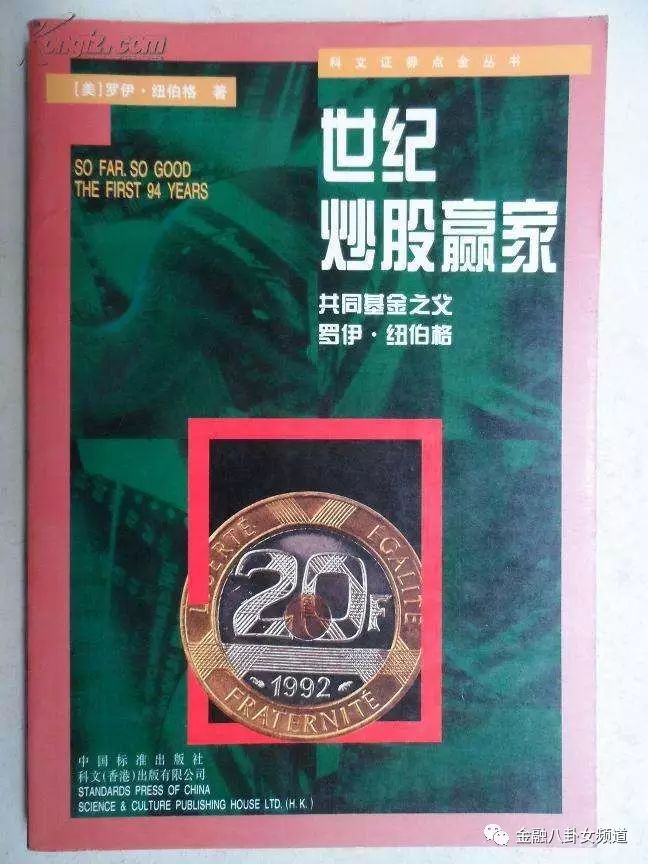 Kongfz.com
科文证券点金丛书
[美]罗伊·纽伯格 著
世纪
炒股赢家
SO FAR, SO GOOD
THE FIRST 94 YEARS
共同基金之父
罗伊·纽伯格
LIBERTÉ
ÉGALITÉ
20F
1992
FRATERNITÉ
中国标准出版社
科文(香港)出版有限公司
STANDARDS PRESS OF CHINA
SCIENCE & CULTURE PUBLISHING HOUSE LTD. (H.K.)
金融八卦女频道